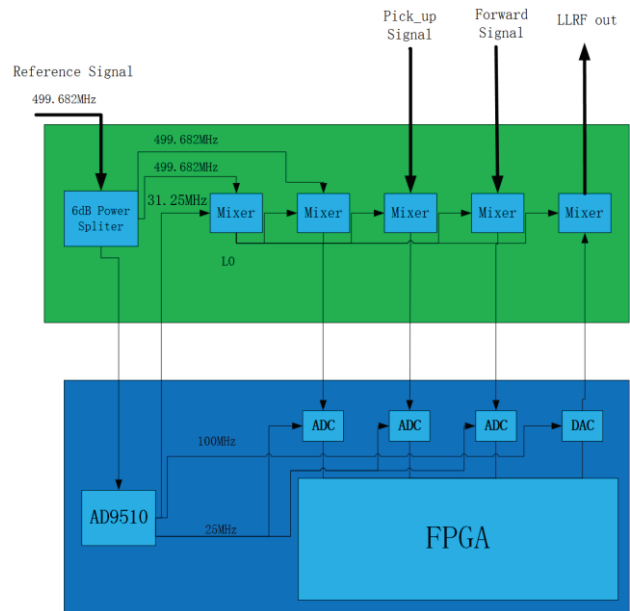 Pick_up
Signal
Forward
Signal
LLRF out
Reference Signal
499.682MHz
499.682MHz
499.682MHz
31.25MHz
6dB Power
Spliter
Mixer
Mixer
Mixer
Mixer
Mixer
LO
ADC
ADC
ADC
DAC
100MHz
AD9510
25MHz
FPGA